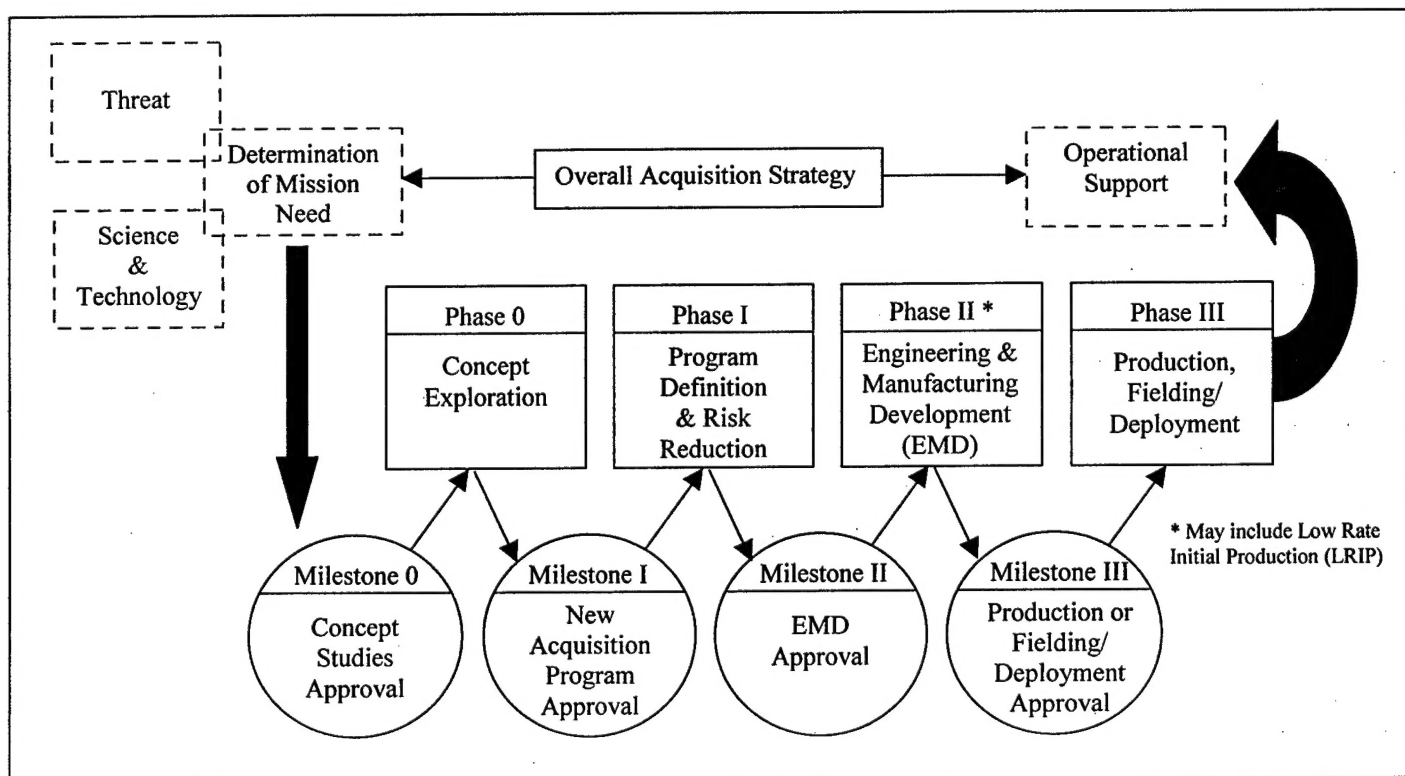 Threat
Determination
of Mission
Need
Science
&
Technology
Overall Acquisition Strategy
Operational
Support
Phase 0
Concept
Exploration
Phase I
Program
Definition
& Risk
Reduction
Phase II *
Engineering &
Manufacturing
Development
(EMD)
Phase III
Production,
Fielding/
Deployment
* May include Low Rate
Initial Production (LRIP)
Milestone 0
Concept
Studies
Approval
Milestone I
New
Acquisition
Program
Approval
Milestone II
EMD
Approval
Milestone III
Production or
Fielding/
Deployment
Approval